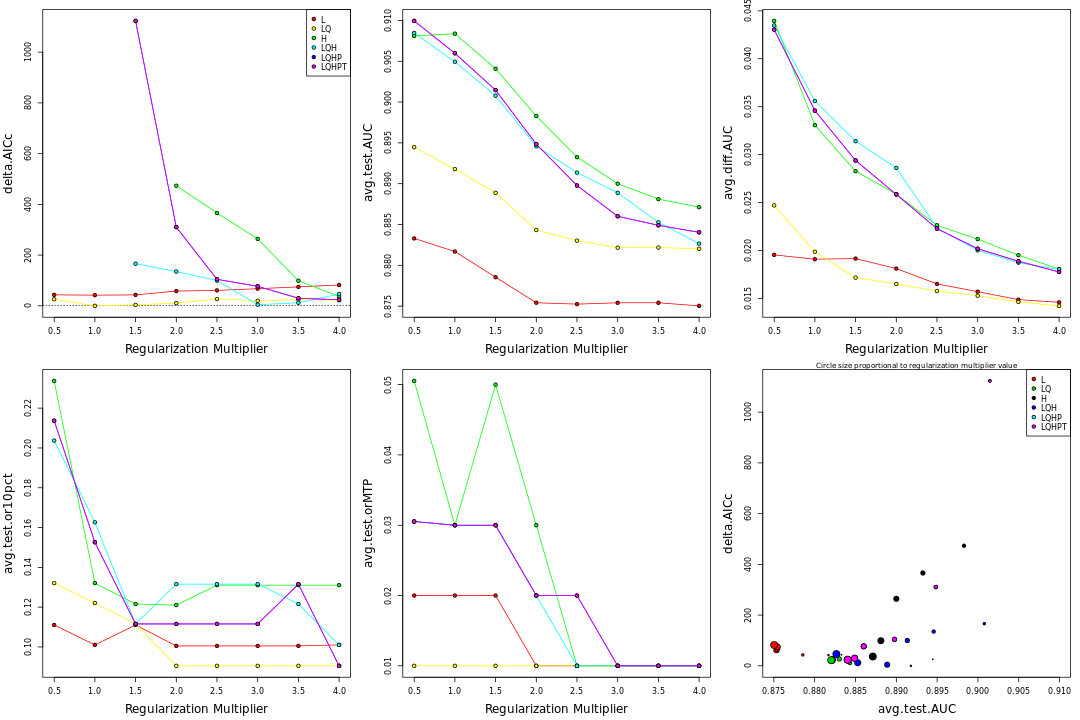 delta.AICc
0
200
400
600
800
1000
0.5 1.0 1.5 2.0 2.5 3.0 3.5 4.0
Regularization Multiplier
L
LQ
H
LQH
LQHP
LQHPT
avg.test.AUC
0.875 0.880 0.885 0.890 0.895 0.900 0.905 0.910
0.5 1.0 1.5 2.0 2.5 3.0 3.5 4.0
Regularization Multiplier
avg.diff.AUC
0.015 0.020 0.025 0.030 0.035 0.040 0.045
0.5 1.0 1.5 2.0 2.5 3.0 3.5 4.0
Regularization Multiplier
avg.test.or10pct
0.10 0.12 0.14 0.16 0.18 0.20 0.22
0.5 1.0 1.5 2.0 2.5 3.0 3.5 4.0
Regularization Multiplier
avg.test.orMTP
0.01 0.02 0.03 0.04 0.05
0.5 1.0 1.5 2.0 2.5 3.0 3.5 4.0
Regularization Multiplier
Circle size proportional to regularization multiplier value
L
LQ
H
LQH
LQHP
LQHPT
delta.AICc
0 200 400 600 800 1000
0.875 0.880 0.885 0.890 0.895 0.900 0.905 0.910
avg.test.AUC